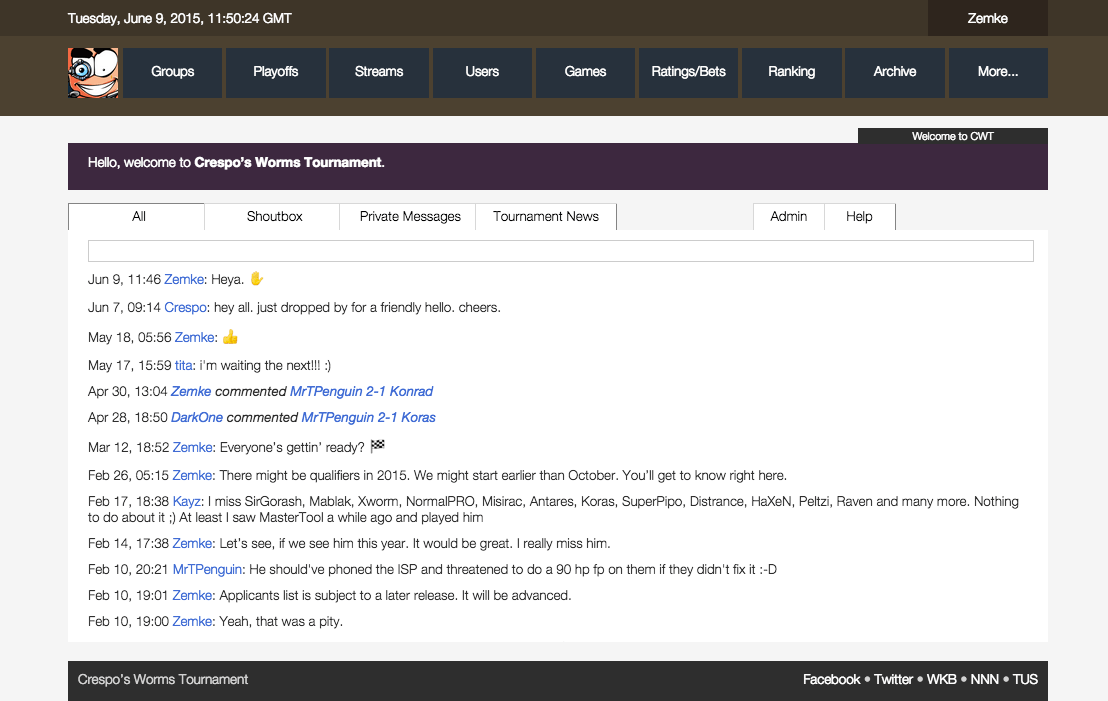 Tuesday, June 9, 2015, 11:50:24 GMT
Zemke
Groups
Playoffs
Streams
Users
Games
Ratings/Bets
Ranking
Archive
More...
Welcome to CWT
Hello, welcome to Crespo's Worms Tournament.
All
Shoutbox
Private Messages
Tournament News
Admin
Help
Jun 9, 11:46 Zemke: Heya. ✋
Jun 7, 09:14 Crespo: hey all. just dropped by for a friendly hello. cheers.
May 18, 05:56 Zemke: 👍
May 17, 15:59 tita: i'm waiting the next!!! :)
Apr 30, 13:04 Zemke commented MrTPenguin 2-1 Konrad
Apr 28, 18:50 DarkOne commented MrTPenguin 2-1 Koras
Mar 12, 18:52 Zemke: Everyone's gettin' ready? 🏁
Feb 26, 05:15 Zemke: There might be qualifiers in 2015. We might start earlier than October. You'll get to know right here.
Feb 17, 18:38 Kayz: I miss SirGorash, Mablak, Xworm, NormalPRO, Misirac, Antares, Koras, SuperPipo, Distrance, HaXeN, Peltzi, Raven and many more. Nothing
to do about it ;) At least I saw MasterTool a while ago and played him
Feb 14, 17:38 Zemke: Let's see, if we see him this year. It would be great. I really miss him.
Feb 10, 20:21 MrTPenguin: He should've phoned the ISP and threatened to do a 90 hp fp on them if they didn't fix it :-D
Feb 10, 19:01 Zemke: Applicants list is subject to a later release. It will be advanced.
Feb 10, 19:00 Zemke: Yeah, that was a pity.
Crespo's Worms Tournament
Facebook • Twitter • WKB • NNN • TUS